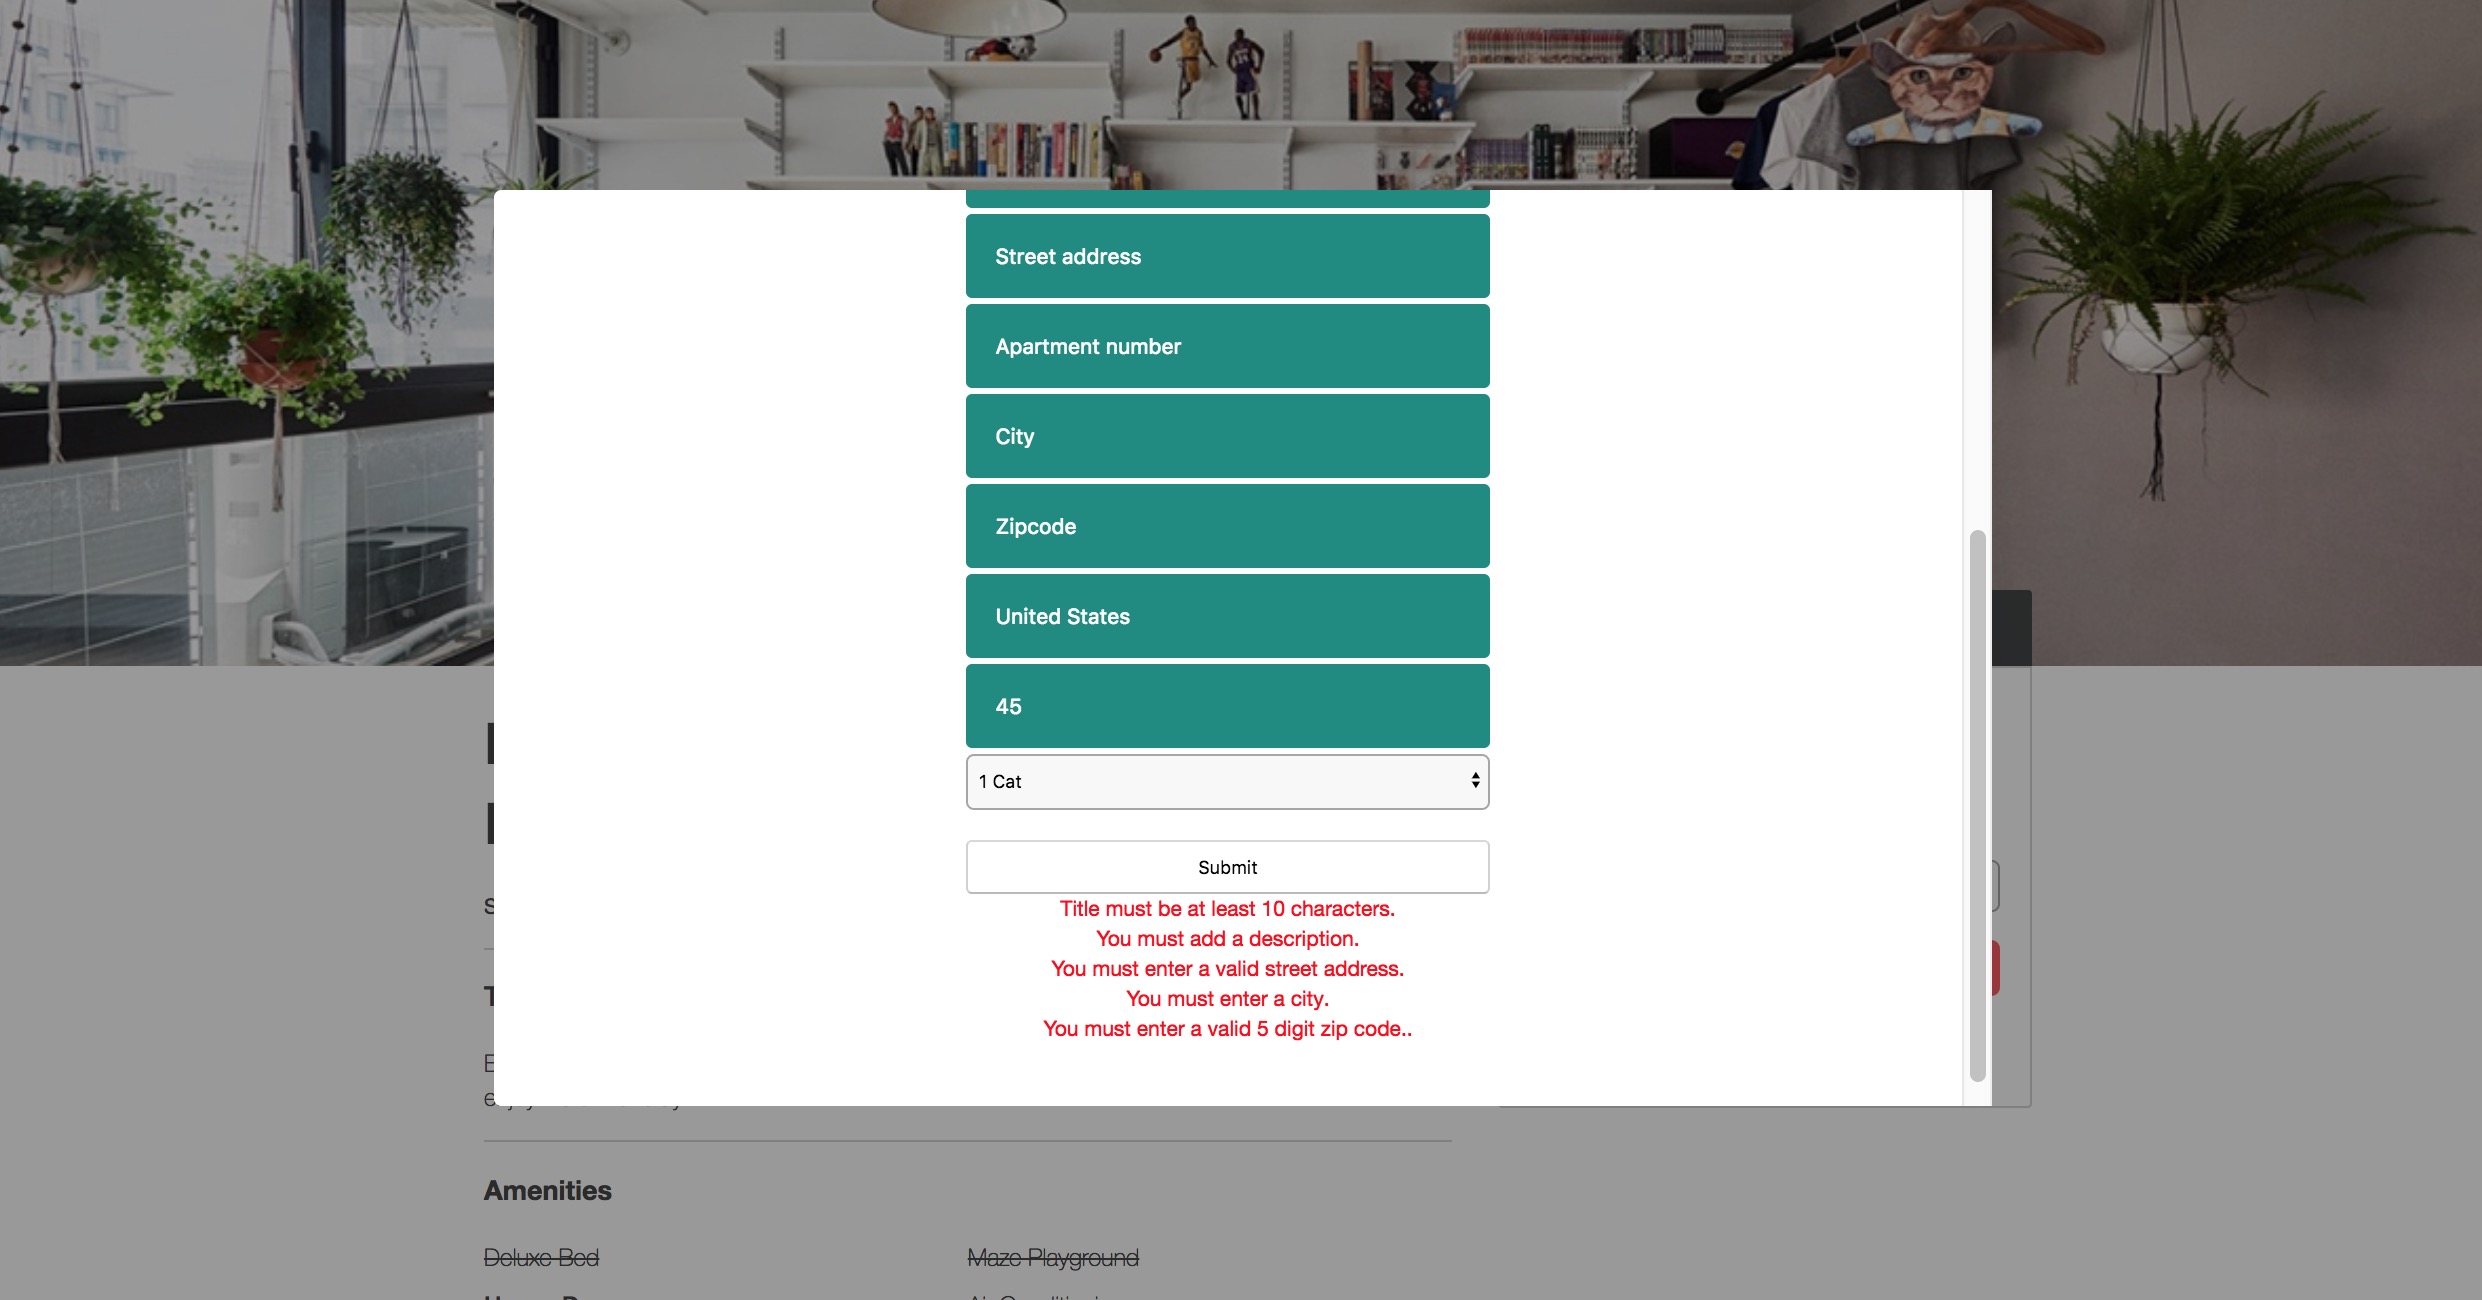 Street address
Apartment number
City
Zipcode
United States
45
1 Cat
Submit
Title must be at least 10 characters.
You must add a description.
You must enter a valid street address.
You must enter a city.
You must enter a valid 5 digit zip code..
Amenities
Deluxe Bed
Maze Playground